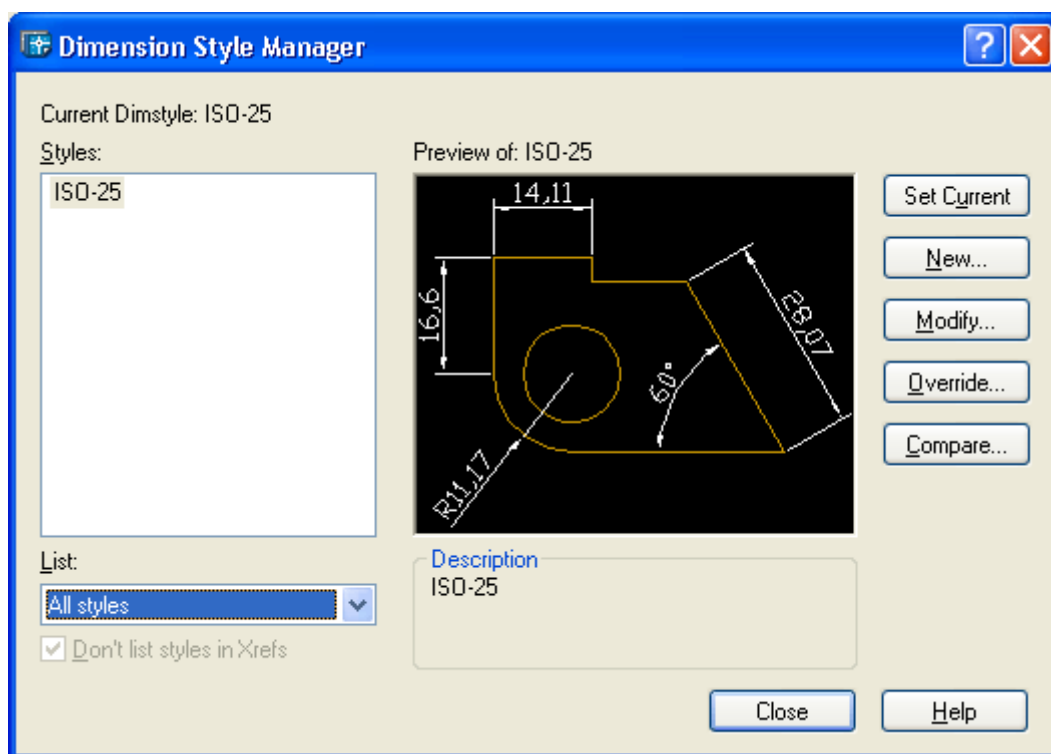 Dimension Style Manager
Current Dimstyle: ISO-25
Styles:
ISO-25
Preview of: ISO-25
14,11
16,6
28,07
60°
R11,17
Set Current
New...
Modify...
Override...
Compare...
List:
All styles
Don't list styles in Xrefs
Description
ISO-25
Close
Help